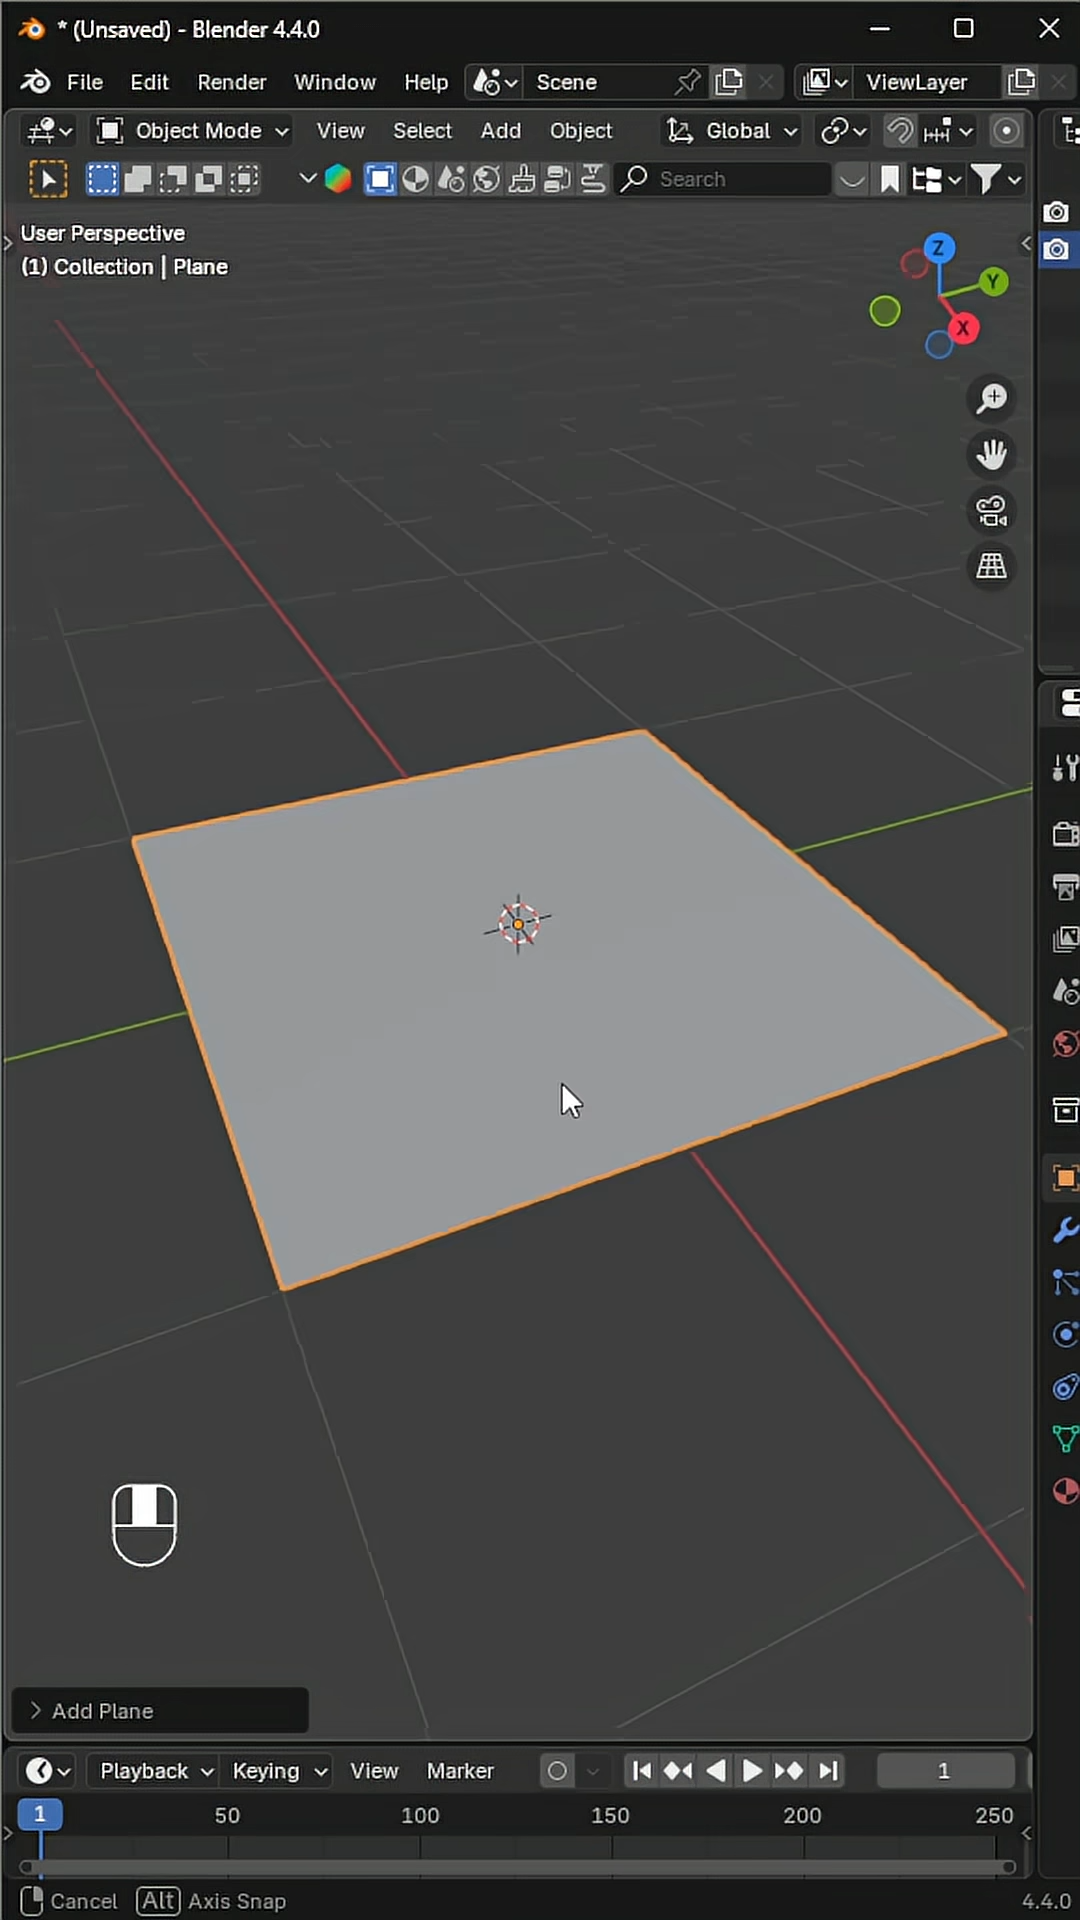 * (Unsaved) - Blender 4.4.0
File Edit Render Window Help Scene ViewLayer
Object Mode View Select Add Object Global
Search
User Perspective
(1) Collection | Plane
Z
Y
X
Add Plane
Playback Keying View Marker 1
1 50 100 150 200 250
Cancel Alt Axis Snap 4.4.0